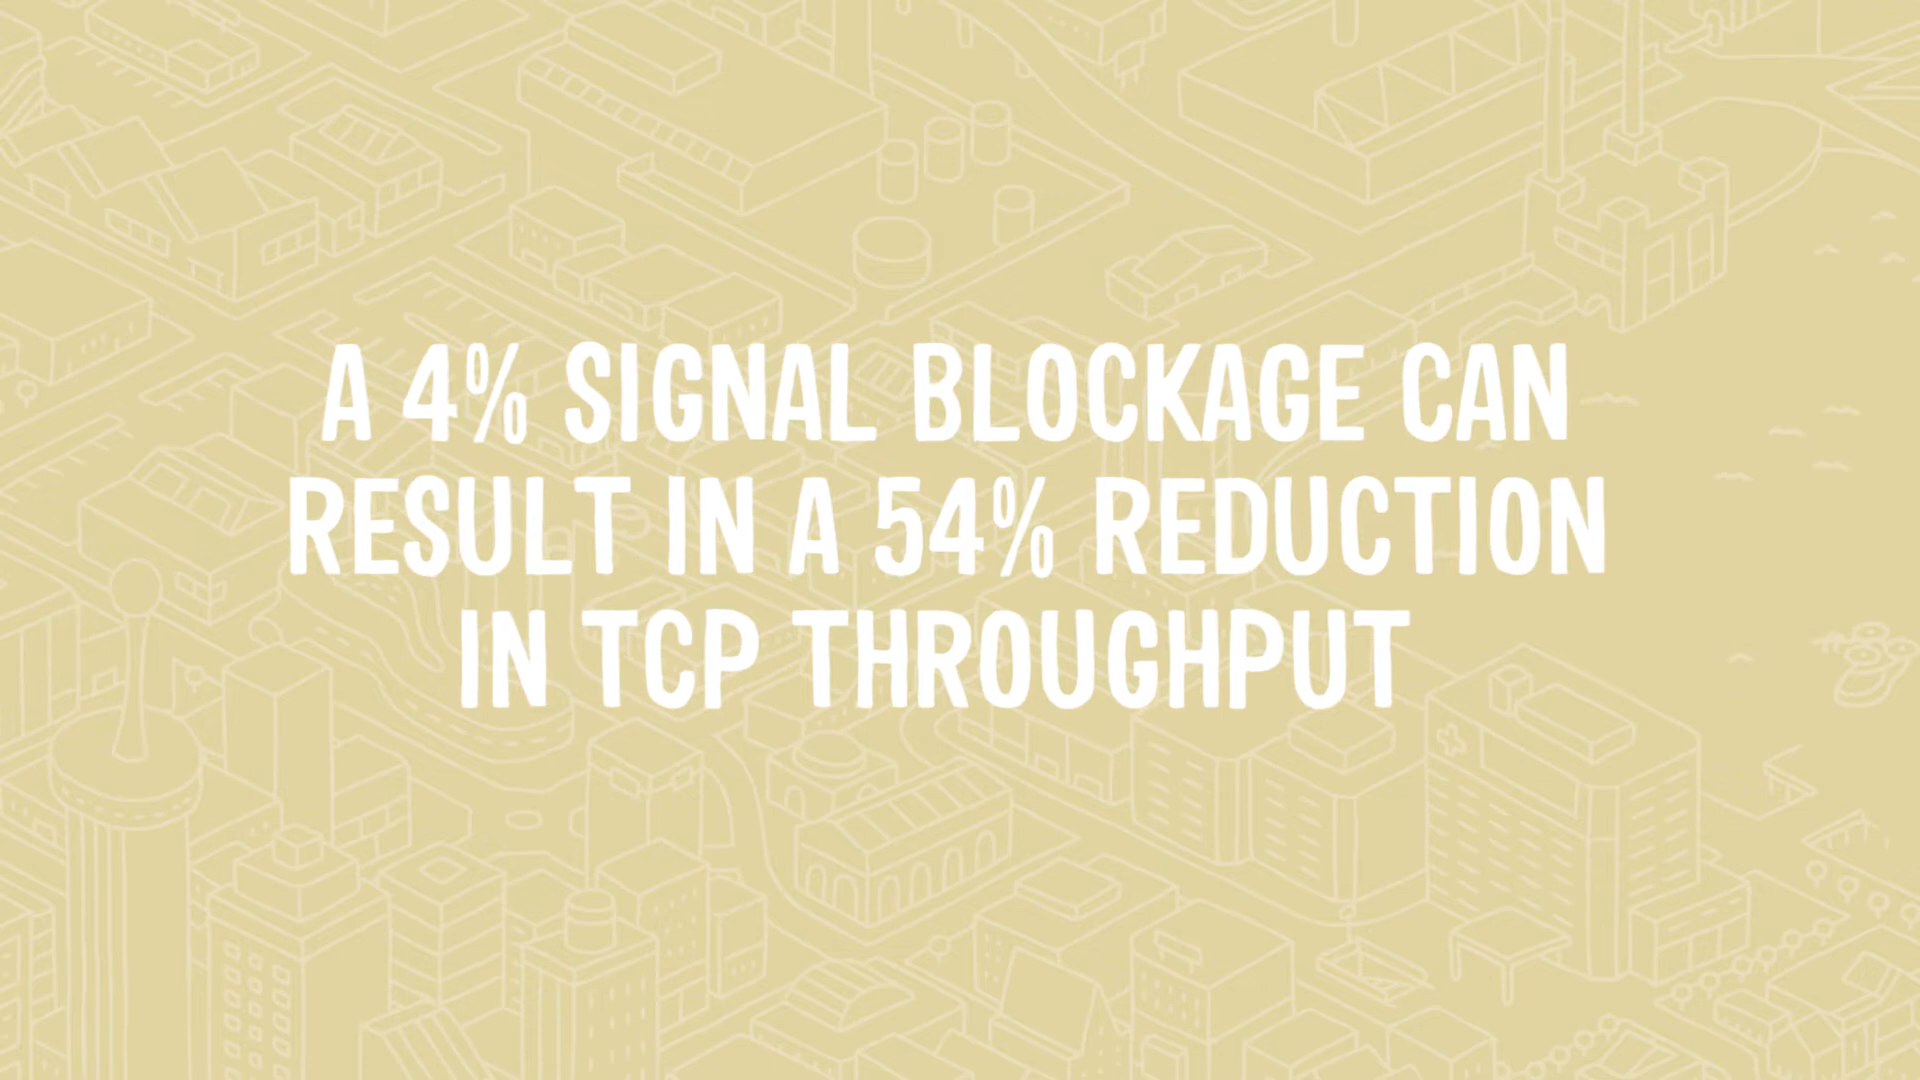 A 4% SIGNAL BLOCKAGE CAN
RESULT IN A 54% REDUCTION
IN TCP THROUGHPUT